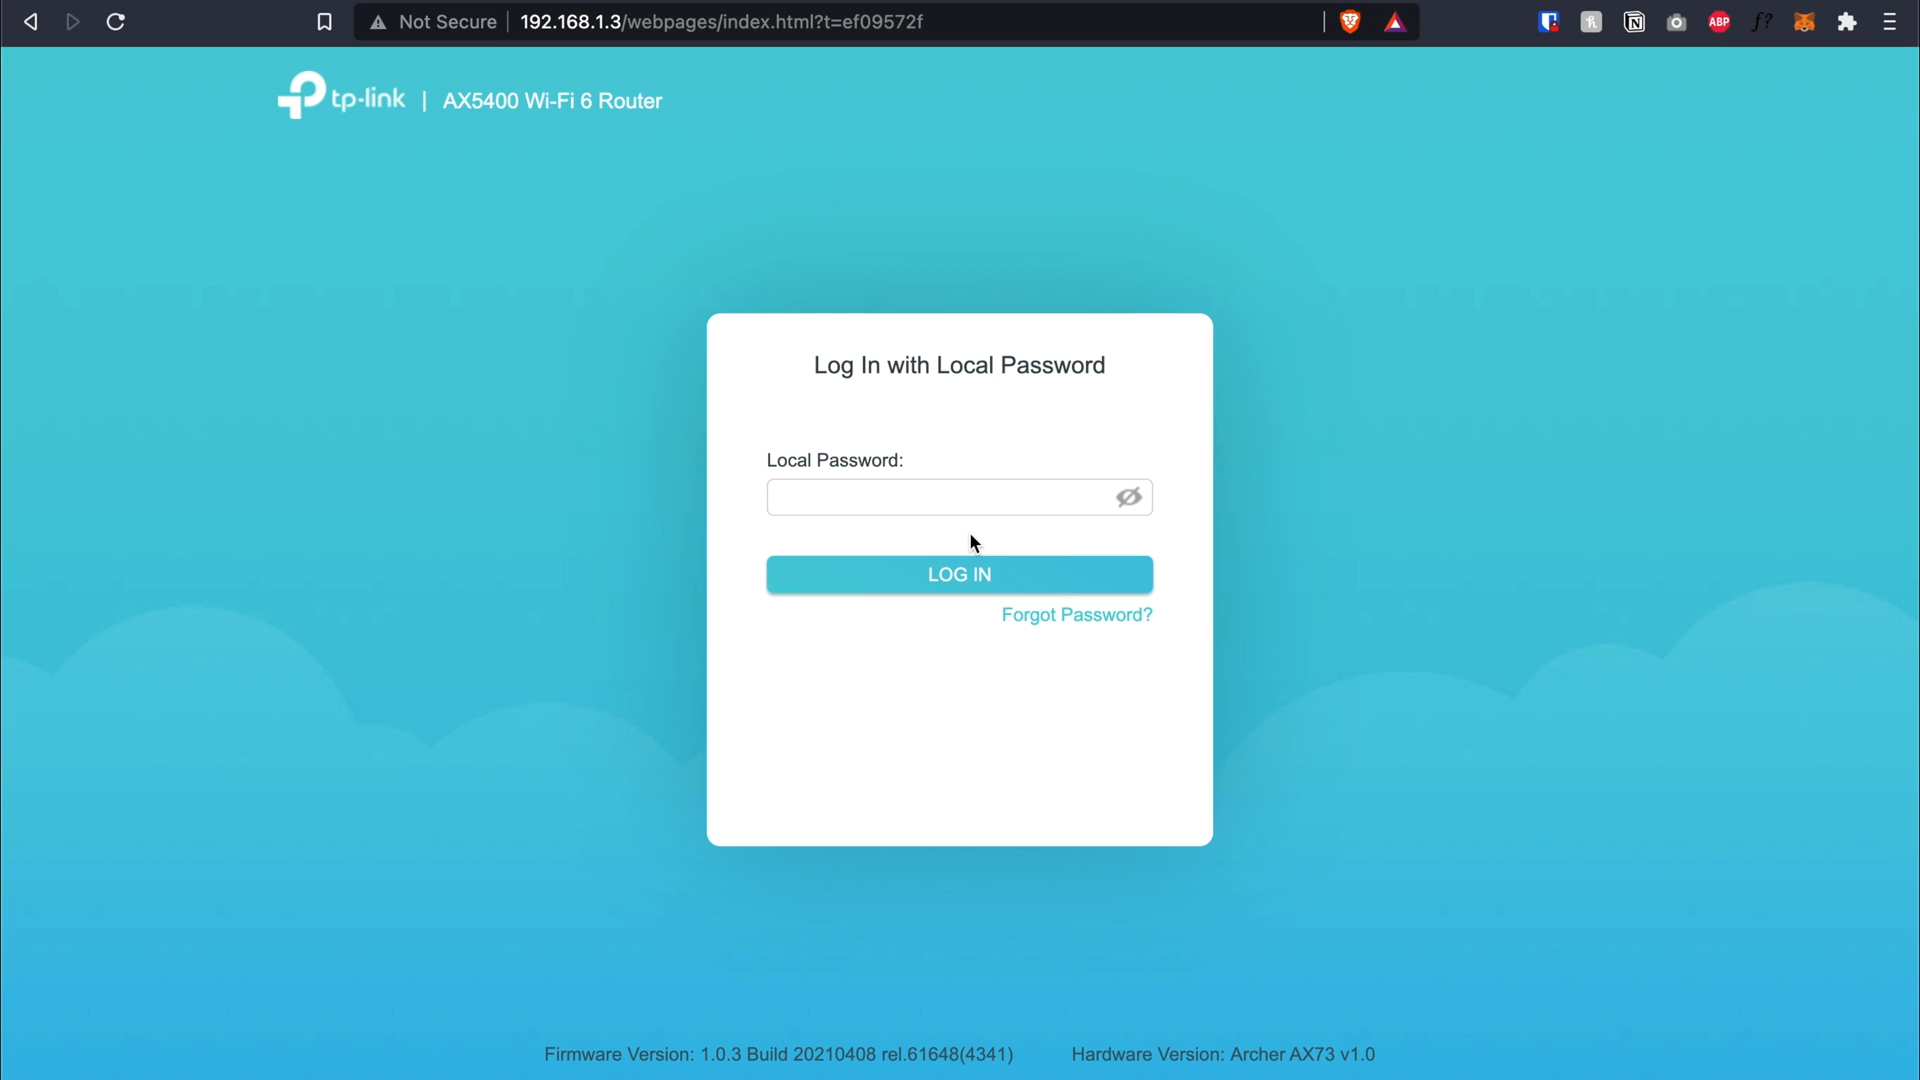 Not Secure 192.168.1.3/webpages/index.html?t=ef09572f
ABP f?
tp-link | AX5400 Wi-Fi 6 Router
Log In with Local Password
Local Password:
LOG IN
Forgot Password?
Firmware Version: 1.0.3 Build 20210408 rel.61648(4341) Hardware Version: Archer AX73 v1.0